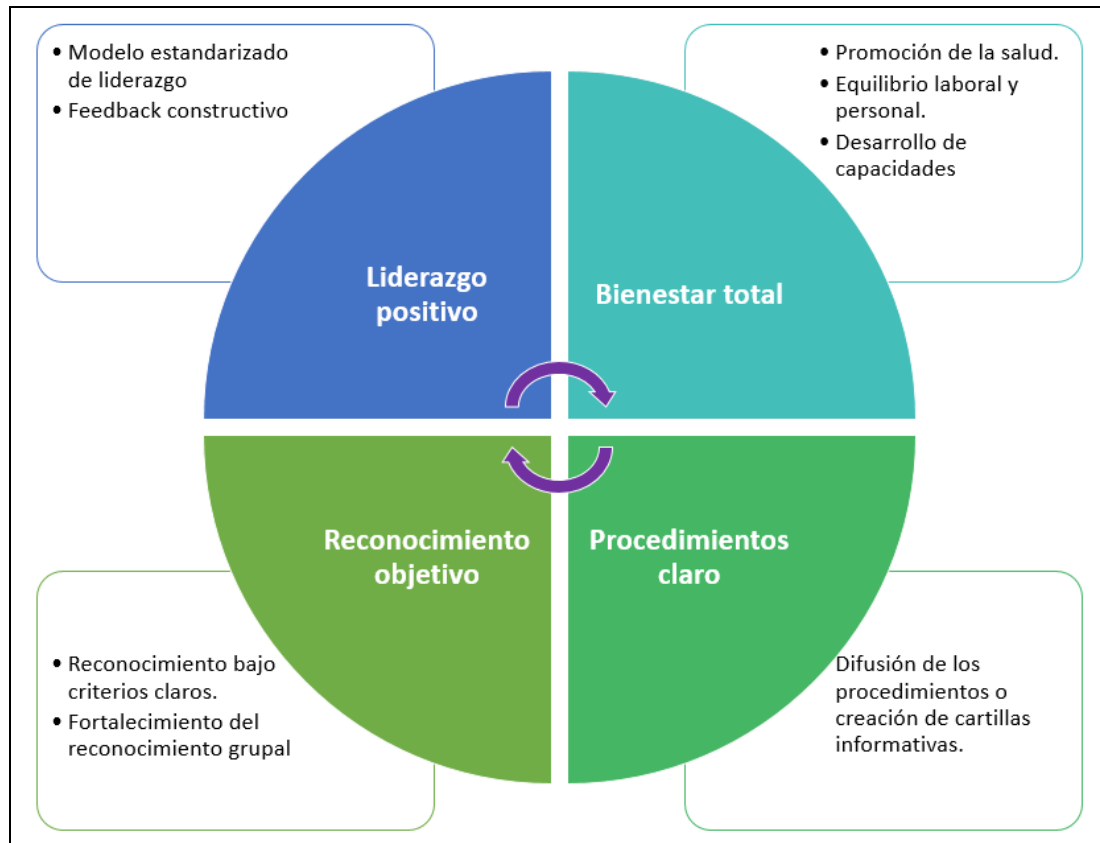 • Modelo estandarizado
de liderazgo
• Feedback constructivo
• Promoción de la salud.
• Equilibrio laboral y
personal.
• Desarrollo de
capacidades
Liderazgo
positivo
Bienestar total
Reconocimiento
objetivo
Procedimientos
claro
• Reconocimiento bajo
criterios claros.
• Fortalecimiento del
reconocimiento grupal
Difusión de los
procedimientos o
creación de cartillas
informativas.